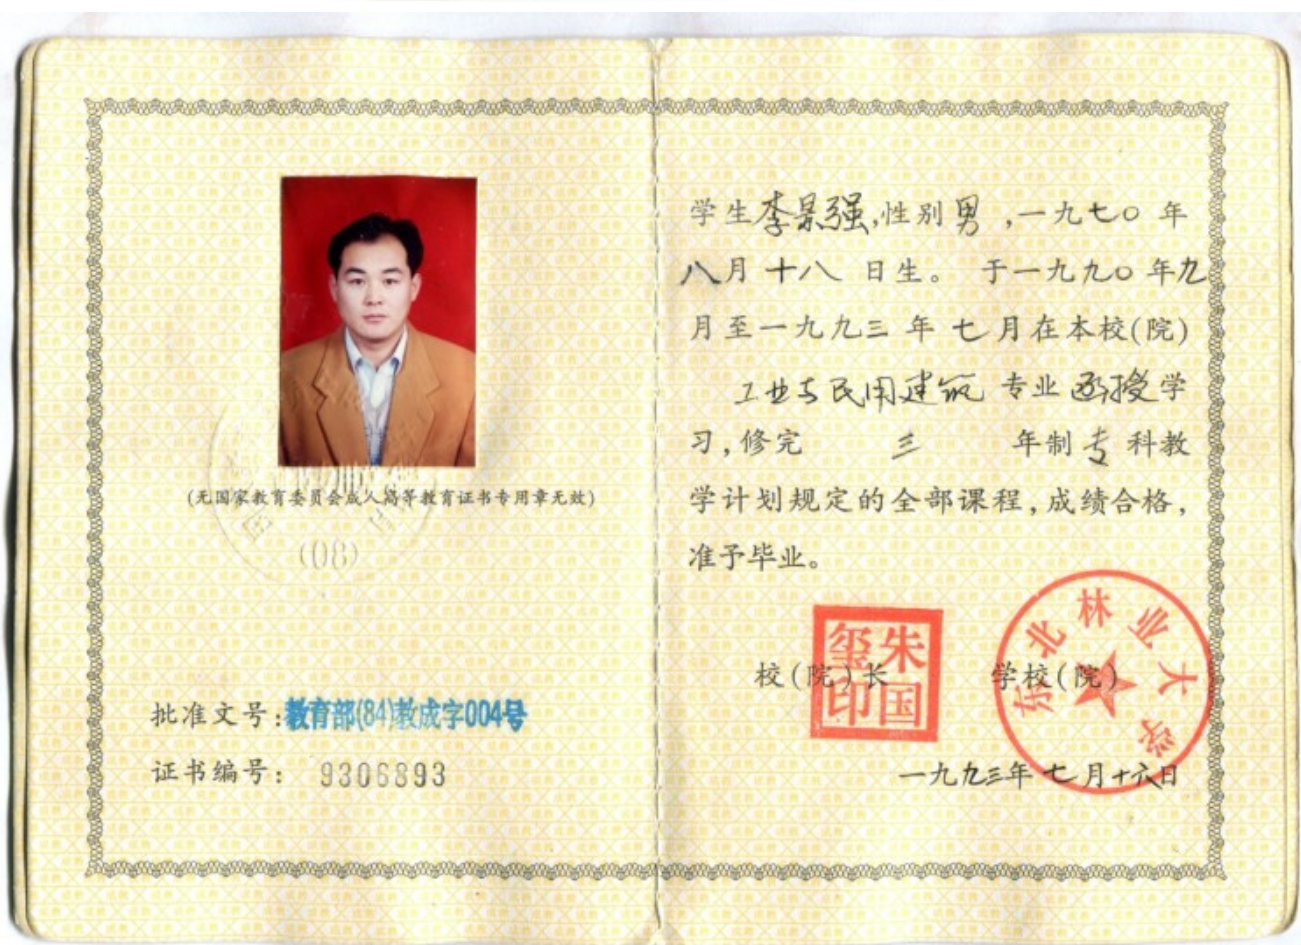 (无国家教育委员会成人高等教育证书专用章无效)
(08)
批准文号:教育部(84)教成字004号
证书编号: 9306893
学生李景强,性别男,一九七〇年
八月十八日生。于一九九〇年九
月至一九九三年七月在本校(院)
工业与民用建筑专业函授学
习,修完三年制专科教
学计划规定的全部课程,成绩合格,
准予毕业。
校(院)长 学校(院)
朱国玺印
东北林业大学
一九九三年七月十六日